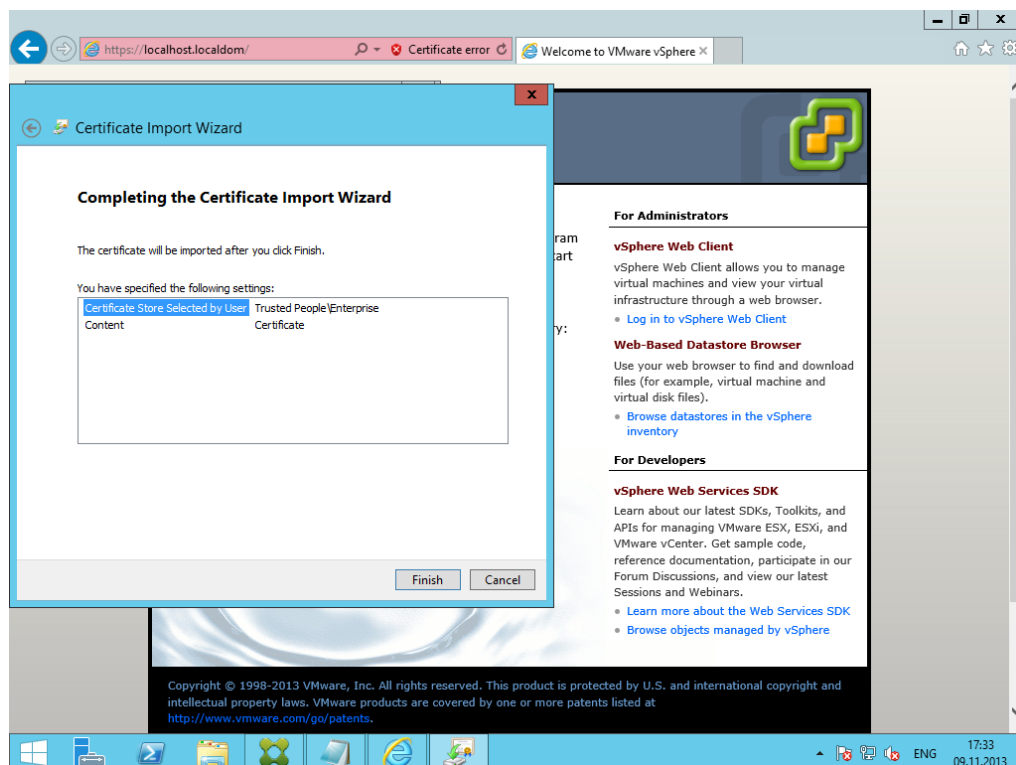 https://localhost.localdom/
Certificate error
Welcome to VMware vSphere
Certificate Import Wizard
Completing the Certificate Import Wizard
The certificate will be imported after you click Finish.
You have specified the following settings:
Certificate Store Selected by User Trusted People\Enterprise
Content Certificate
Finish Cancel
ram
tart
ry:
For Administrators
vSphere Web Client
vSphere Web Client allows you to manage
virtual machines and view your virtual
infrastructure through a web browser.
Log in to vSphere Web Client
Web-Based Datastore Browser
Use your web browser to find and download
files (for example, virtual machine and
virtual disk files).
Browse datastores in the vSphere
inventory
For Developers
vSphere Web Services SDK
Learn about our latest SDKs, Toolkits, and
APIs for managing VMware ESX, ESXi, and
VMware vCenter. Get sample code,
reference documentation, participate in our
Forum Discussions, and view our latest
Sessions and Webinars.
Learn more about the Web Services SDK
Browse objects managed by vSphere
Copyright © 1998-2013 VMware, Inc. All rights reserved. This product is protected by U.S. and international copyright and
intellectual property laws. VMware products are covered by one or more patents listed at
http://www.vmware.com/go/patents.
ENG
17:33
09.11.2013